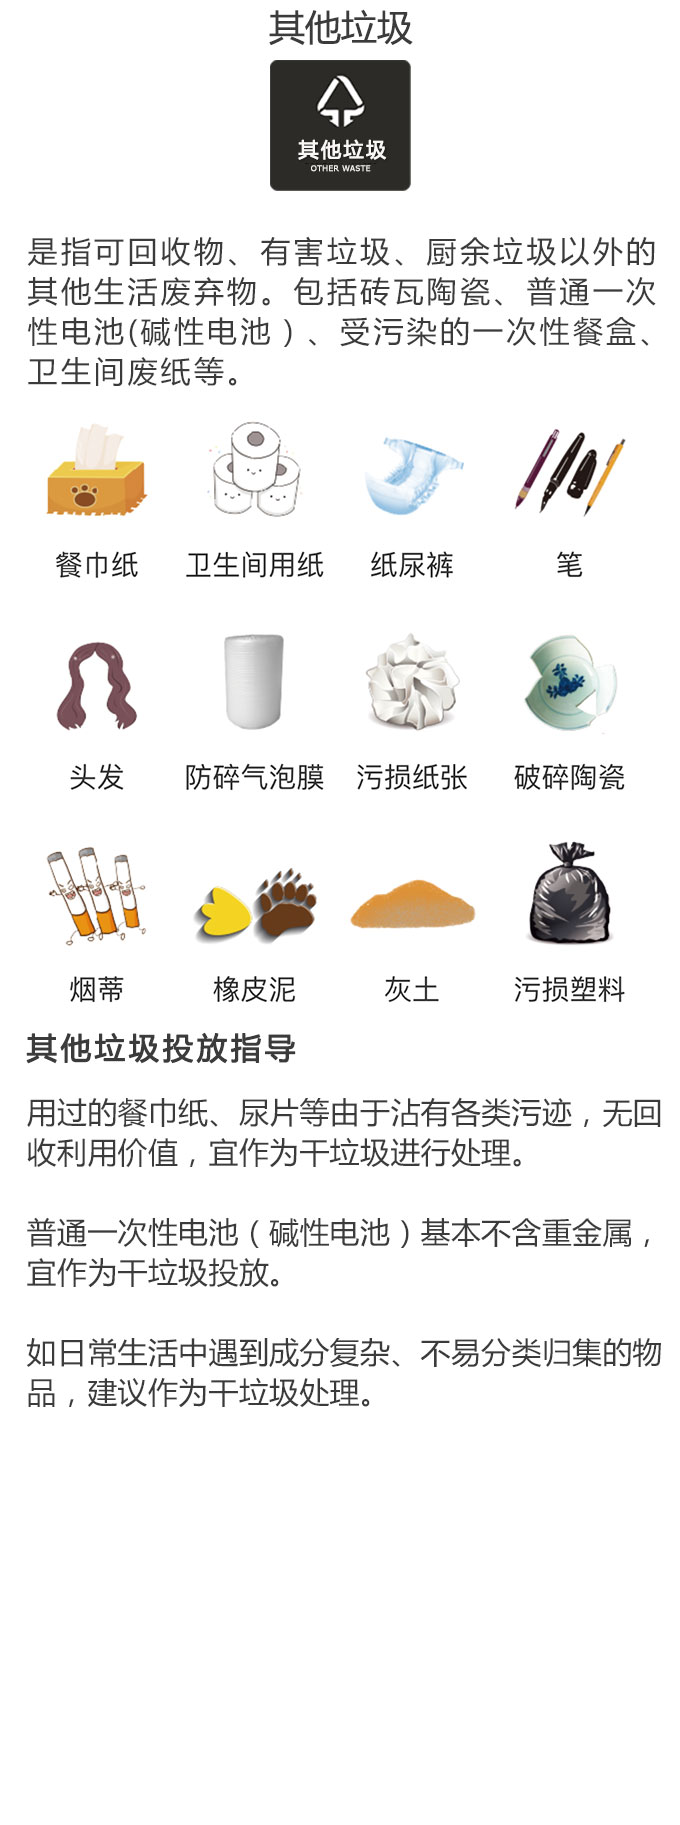 其他垃圾
其他垃圾
OTHER WASTE
是指可回收物、有害垃圾、厨余垃圾以外的
其他生活废弃物。包括砖瓦陶瓷、普通一次
性电池(碱性电池）、受污染的一次性餐盒、
卫生间废纸等。
餐巾纸 卫生间用纸 纸尿裤 笔
头发 防碎气泡膜 污损纸张 破碎陶瓷
烟蒂 橡皮泥 灰土 污损塑料
其他垃圾投放指导
用过的餐巾纸、尿片等由于沾有各类污迹，无回
收利用价值，宜作为干垃圾进行处理。
普通一次性电池（碱性电池）基本不含重金属，
宜作为干垃圾投放。
如日常生活中遇到成分复杂、不易分类归集的物
品，建议作为干垃圾处理。